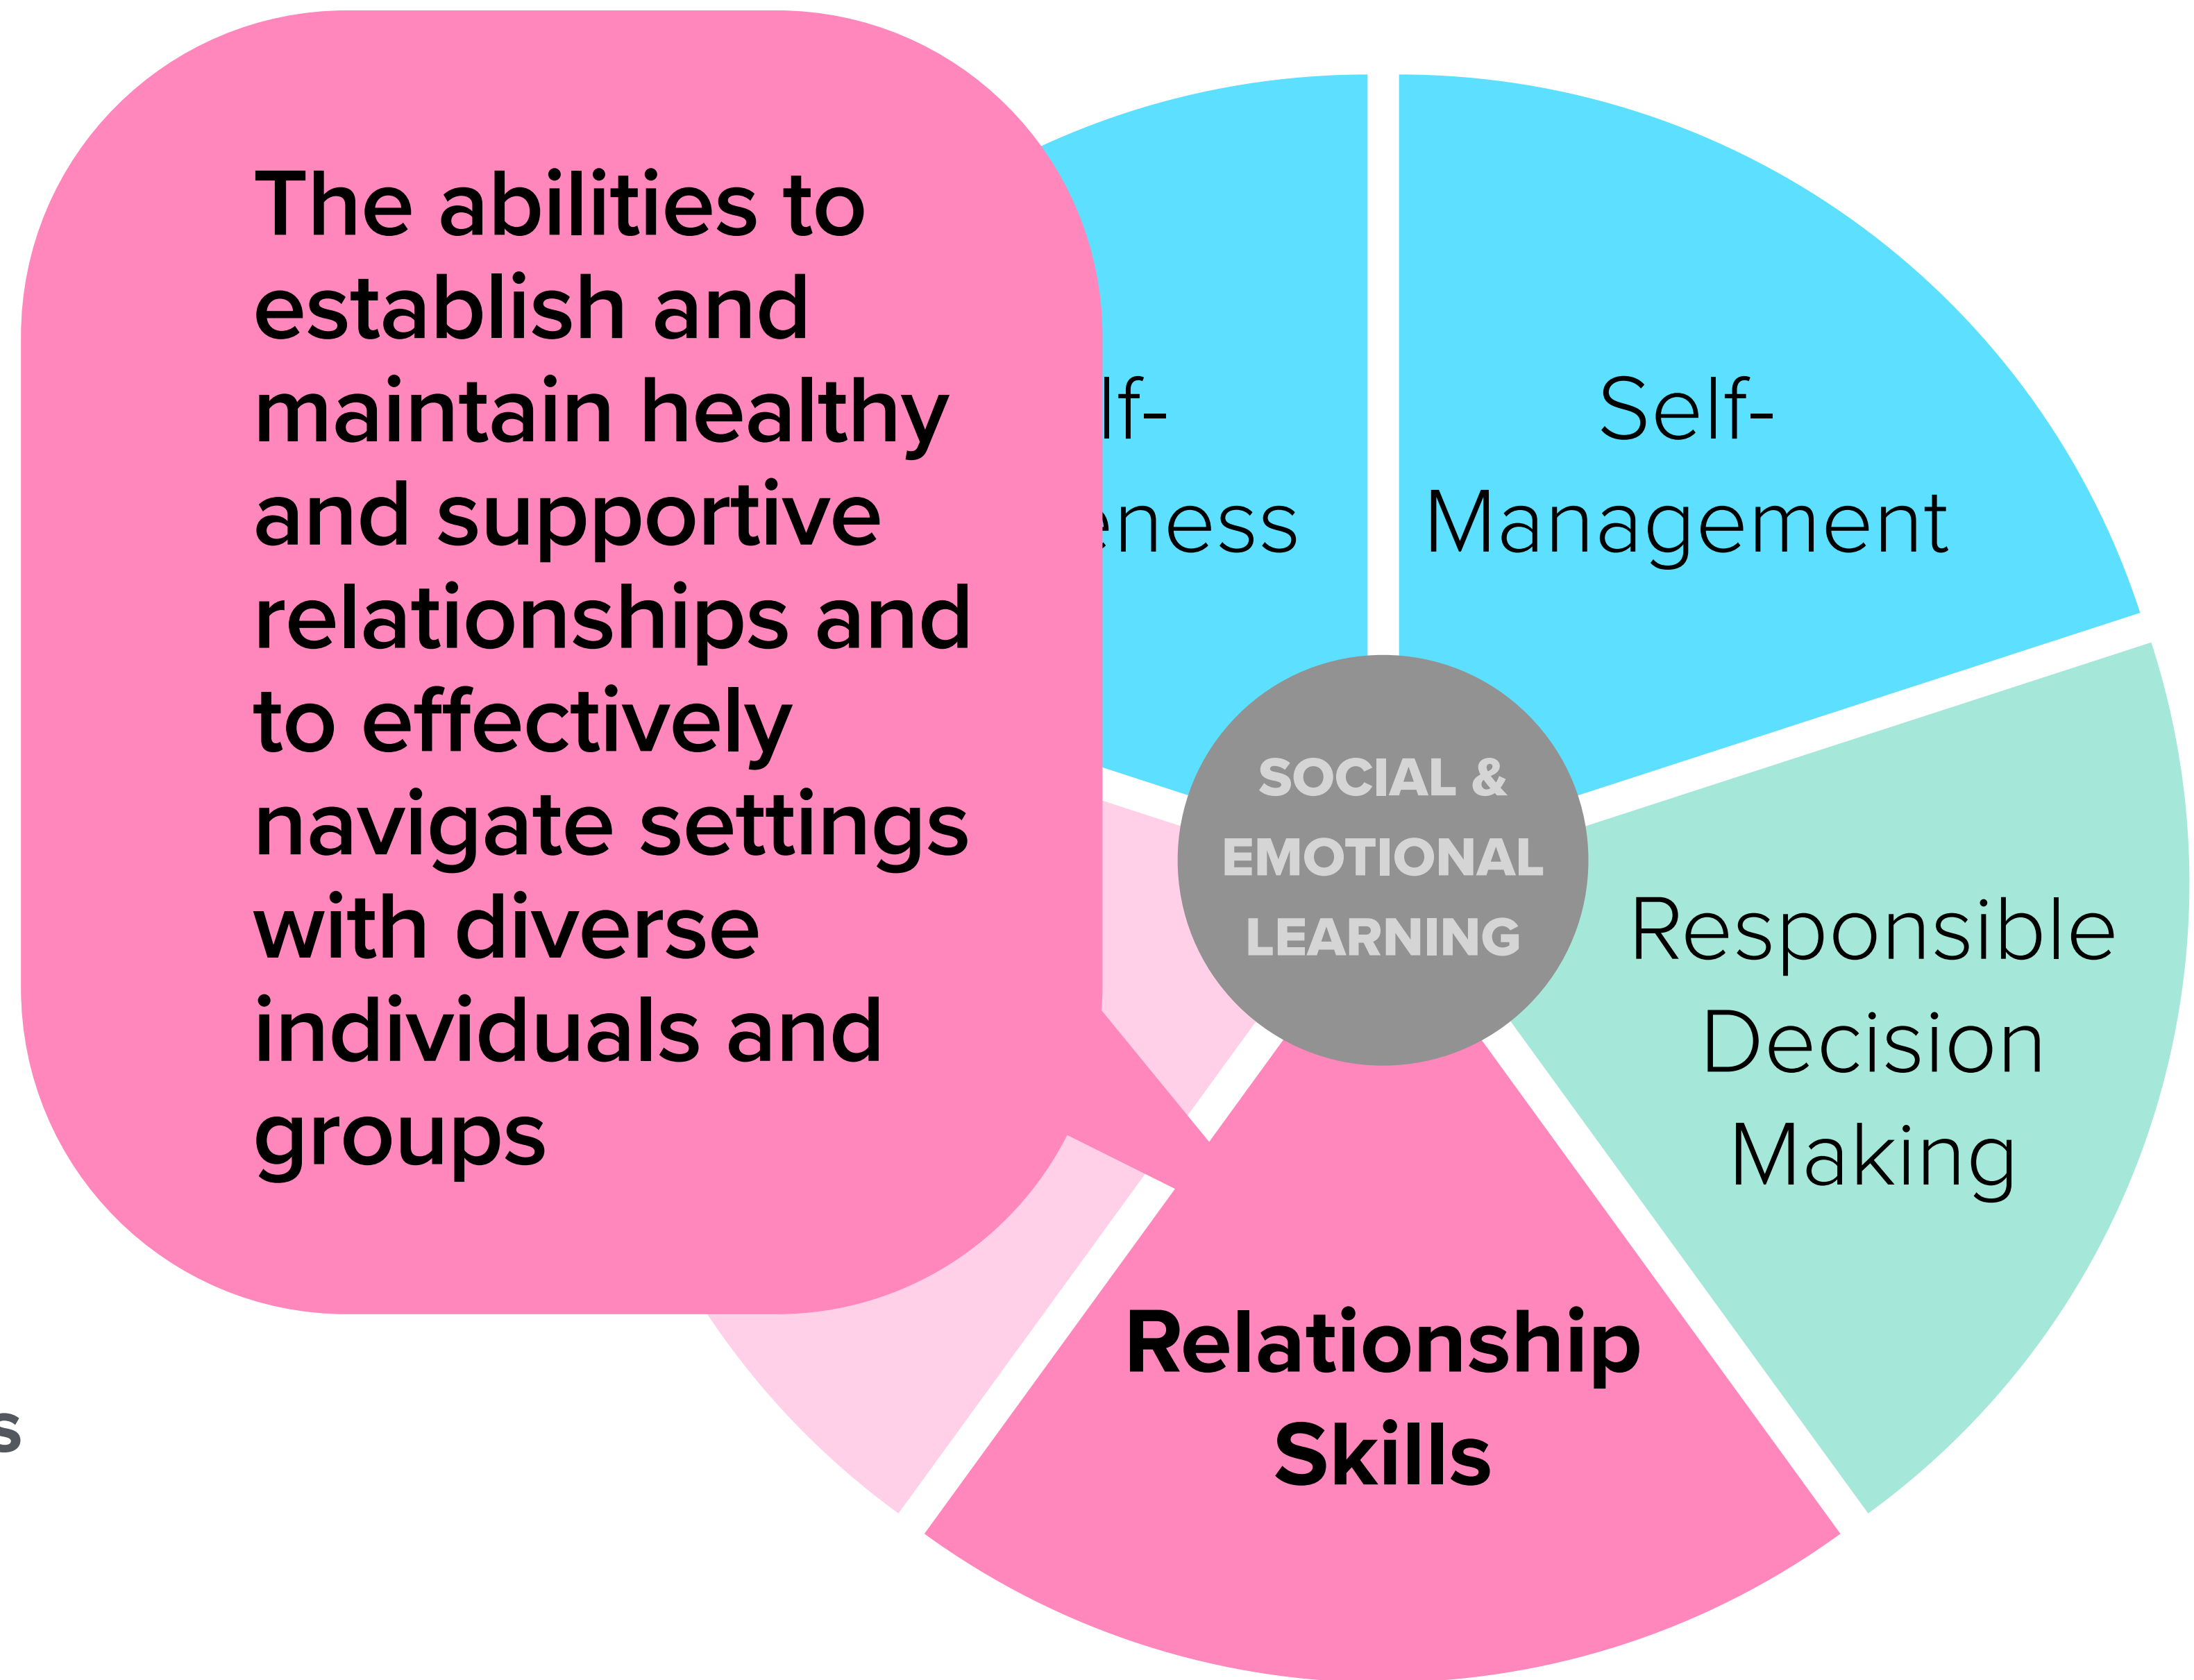 The abilities to
establish and
maintain healthy
and supportive
relationships and
to effectively
navigate settings
with diverse
individuals and
groups
Self-
Management
SOCIAL &
EMOTIONAL
LEARNING
Responsible
Decision
Making
Relationship
Skills